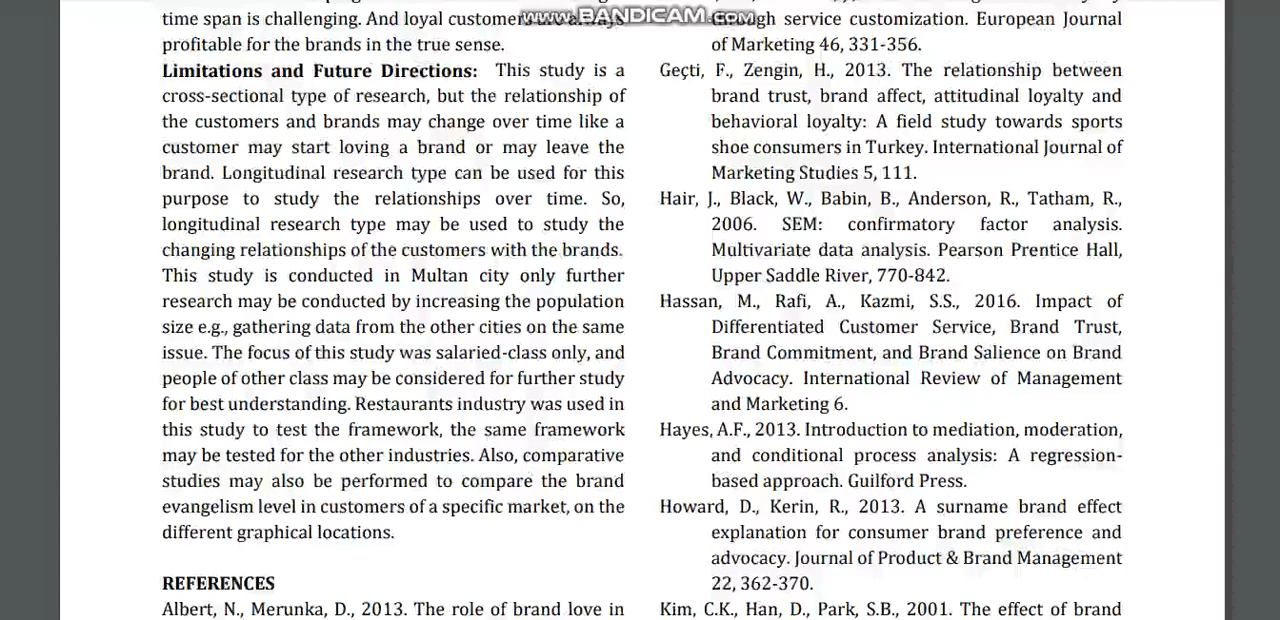 time span is challenging. And loyal customers are always
profitable for the brands in the true sense.
Limitations and Future Directions: This study is a
cross-sectional type of research, but the relationship of
the customers and brands may change over time like a
customer may start loving a brand or may leave the
brand. Longitudinal research type can be used for this
purpose to study the relationships over time. So,
longitudinal research type may be used to study the
changing relationships of the customers with the brands.
This study is conducted in Multan city only further
research may be conducted by increasing the population
size e.g., gathering data from the other cities on the same
issue. The focus of this study was salaried-class only, and
people of other class may be considered for further study
for best understanding. Restaurants industry was used in
this study to test the framework, the same framework
may be tested for the other industries. Also, comparative
studies may also be performed to compare the brand
evangelism level in customers of a specific market, on the
different graphical locations.
REFERENCES
Albert, N., Merunka, D., 2013. The role of brand love in
www.BANDICAM.com
through service customization. European Journal
of Marketing 46, 331-356.
Geçti, F., Zengin, H., 2013. The relationship between
brand trust, brand affect, attitudinal loyalty and
behavioral loyalty: A field study towards sports
shoe consumers in Turkey. International Journal of
Marketing Studies 5, 111.
Hair, J., Black, W., Babin, B., Anderson, R., Tatham, R.,
2006. SEM: confirmatory factor analysis.
Multivariate data analysis. Pearson Prentice Hall,
Upper Saddle River, 770-842.
Hassan, M., Rafi, A., Kazmi, S.S., 2016. Impact of
Differentiated Customer Service, Brand Trust,
Brand Commitment, and Brand Salience on Brand
Advocacy. International Review of Management
and Marketing 6.
Hayes, A.F., 2013. Introduction to mediation, moderation,
and conditional process analysis: A regression-
based approach. Guilford Press.
Howard, D., Kerin, R., 2013. A surname brand effect
explanation for consumer brand preference and
advocacy. Journal of Product & Brand Management
22, 362-370.
Kim, C.K., Han, D., Park, S.B., 2001. The effect of brand